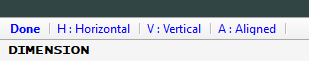 Done | H : Horizontal | V : Vertical | A : Aligned |
DIMENSION